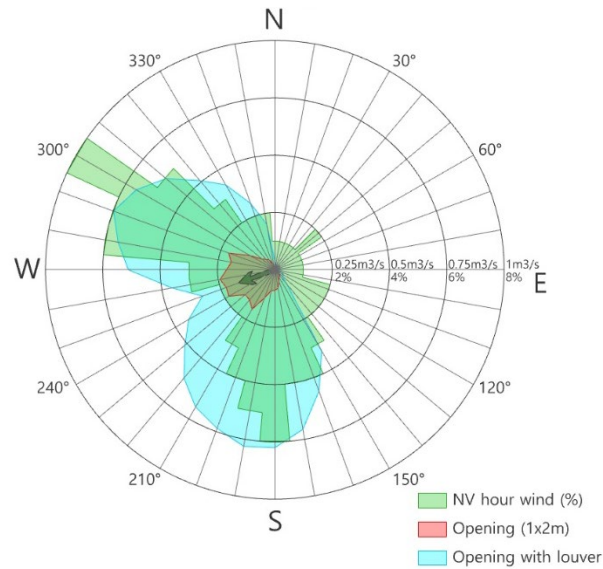 N
330°
30°
300°
60°
W
0.25m3/s 0.5m3/s 0.75m3/s 1m3/s
2% 4% 6% 8%
E
240°
120°
210°
150°
S
NV hour wind (%)
Opening (1x2m)
Opening with louver